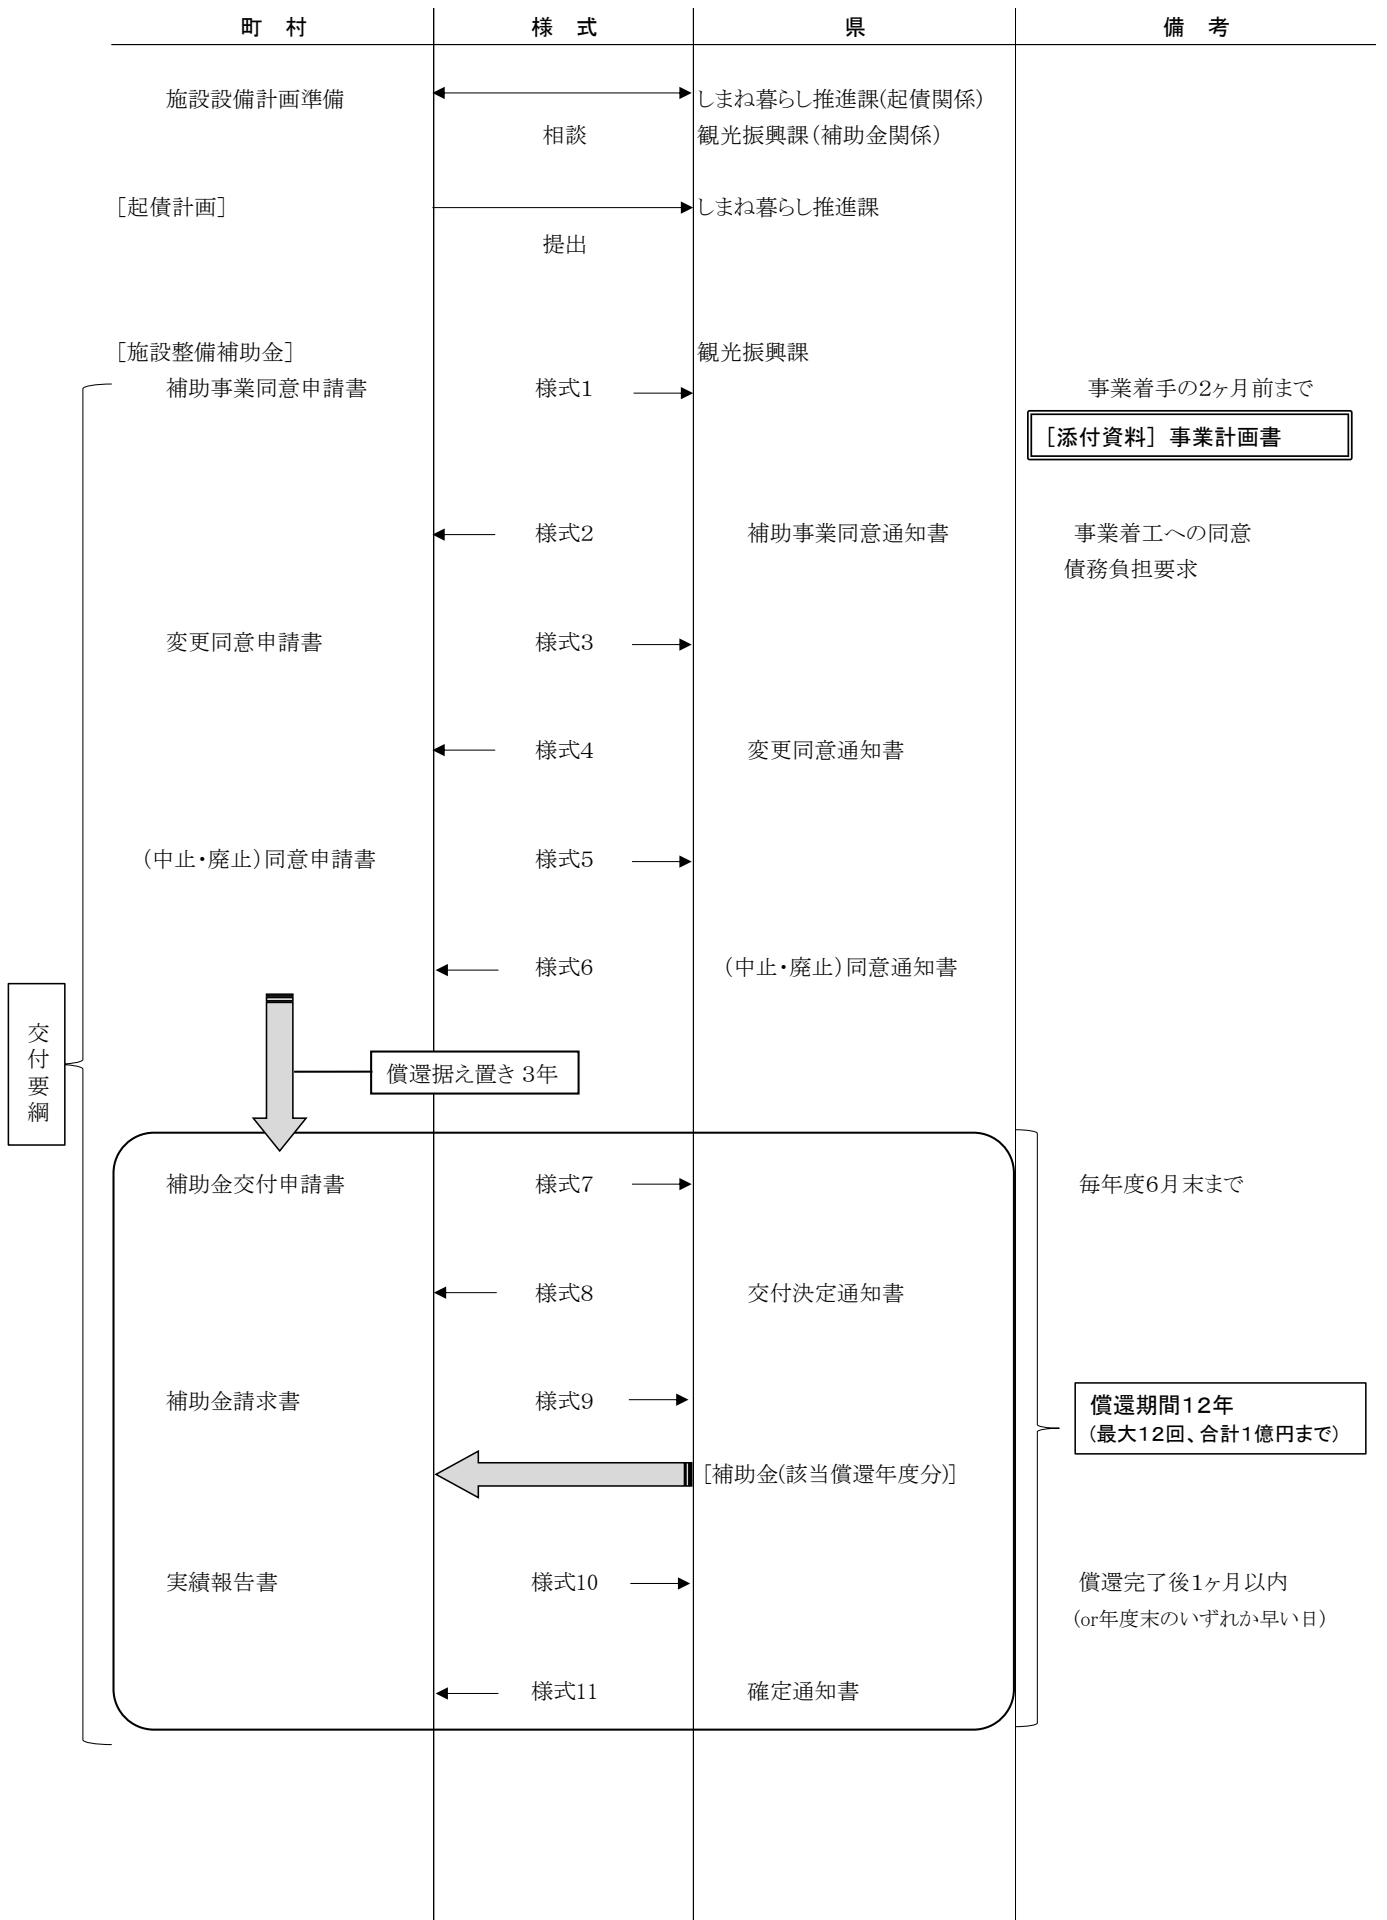 町 村 様 式 県 備 考
施設設備計画準備 しまね暮らし推進課(起債関係)
相談 観光振興課(補助金関係)
[起債計画] しまね暮らし推進課
提出
[施設整備補助金] 観光振興課
補助事業同意申請書 様式1 事業着手の2ヶ月前まで
[添付資料] 事業計画書
様式2 補助事業同意通知書 事業着工への同意
債務負担要求
変更同意申請書 様式3
様式4 変更同意通知書
(中止・廃止)同意申請書 様式5
様式6 (中止・廃止)同意通知書
交付要綱
償還据え置き 3年
補助金交付申請書 様式7 毎年度6月末まで
様式8 交付決定通知書
補助金請求書 様式9
償還期間12年
(最大12回、合計1億円まで)
[補助金(該当償還年度分)]
実績報告書 様式10 償還完了後1ヶ月以内
(or年度末のいずれか早い日)
様式11 確定通知書